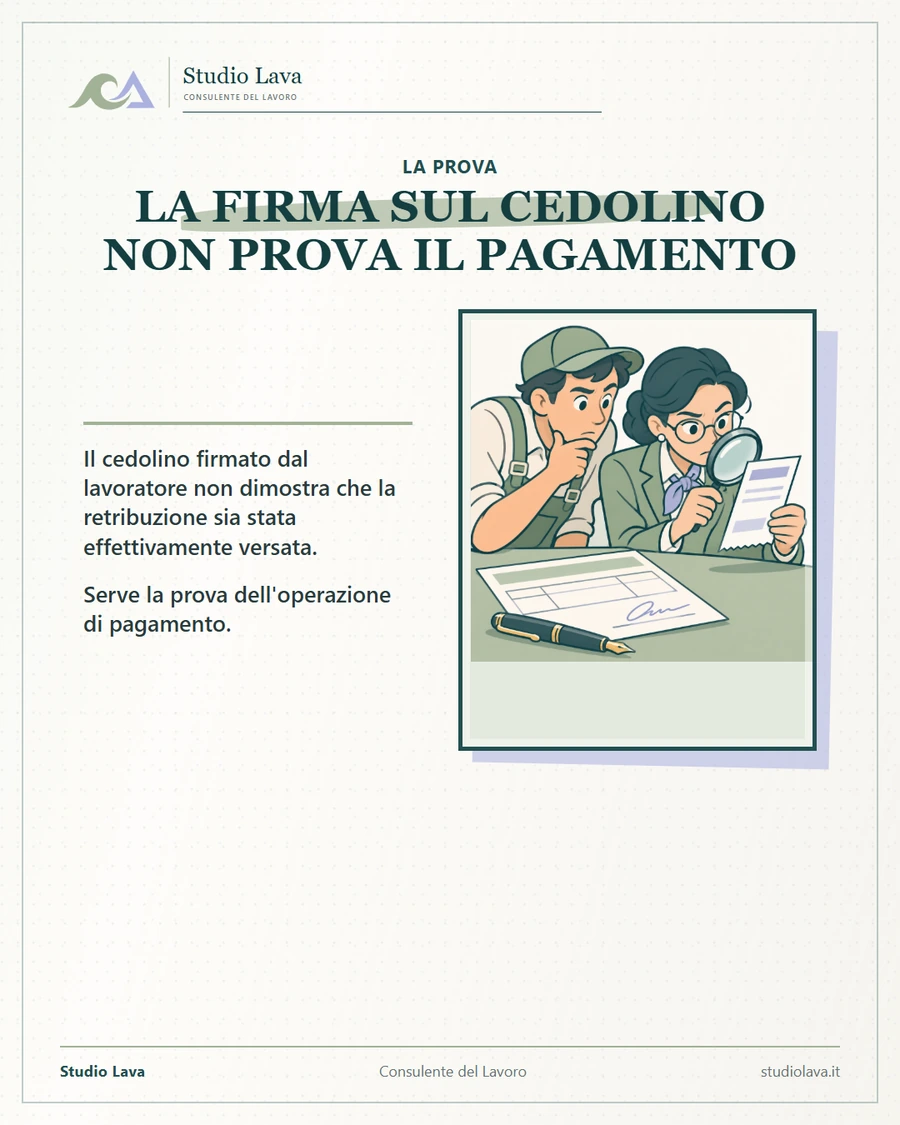 Studio Lava
CONSULENTE DEL LAVORO
LA PROVA
LA FIRMA SUL CEDOLINO
NON PROVA IL PAGAMENTO
Il cedolino firmato dal
lavoratore non dimostra che la
retribuzione sia stata
effettivamente versata.
Serve la prova dell'operazione
di pagamento.
Studio Lava
Consulente del Lavoro
studiolava.it